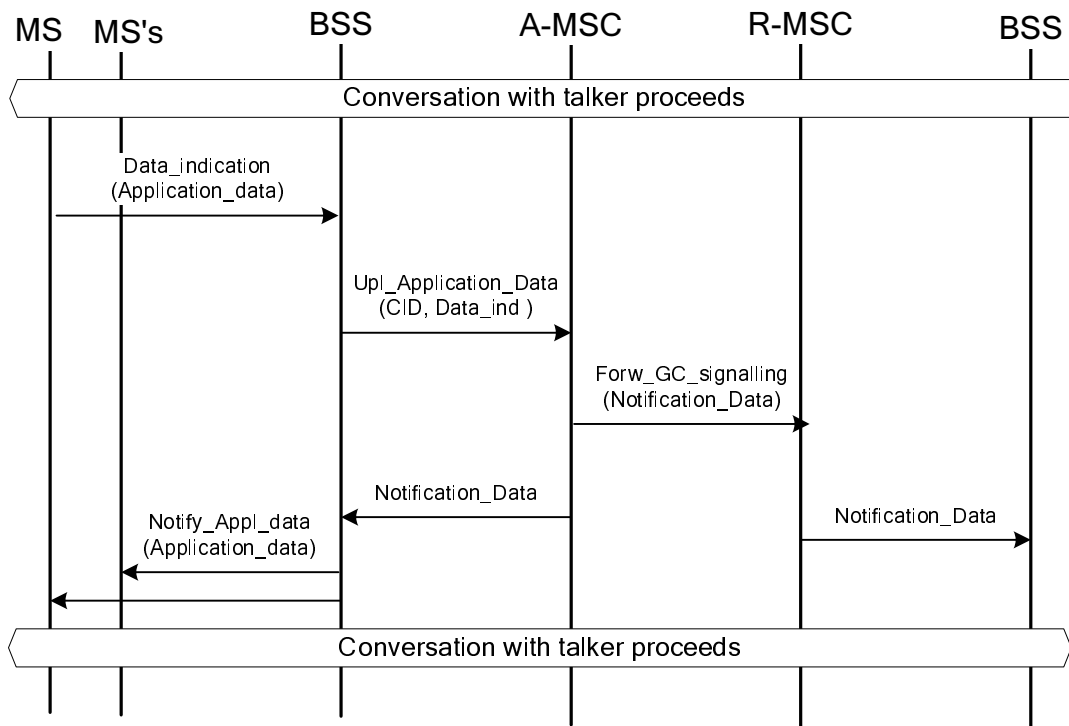 MS MS's BSS A-MSC R-MSC BSS
Conversation with talker proceeds
Data_indication
(Application_data)
Upl_Application_Data
(CID, Data_ind )
Forw_GC_signalling
(Notification_Data)
Notification_Data
Notification_Data
Notify_Appl_data
(Application_data)
Conversation with talker proceeds